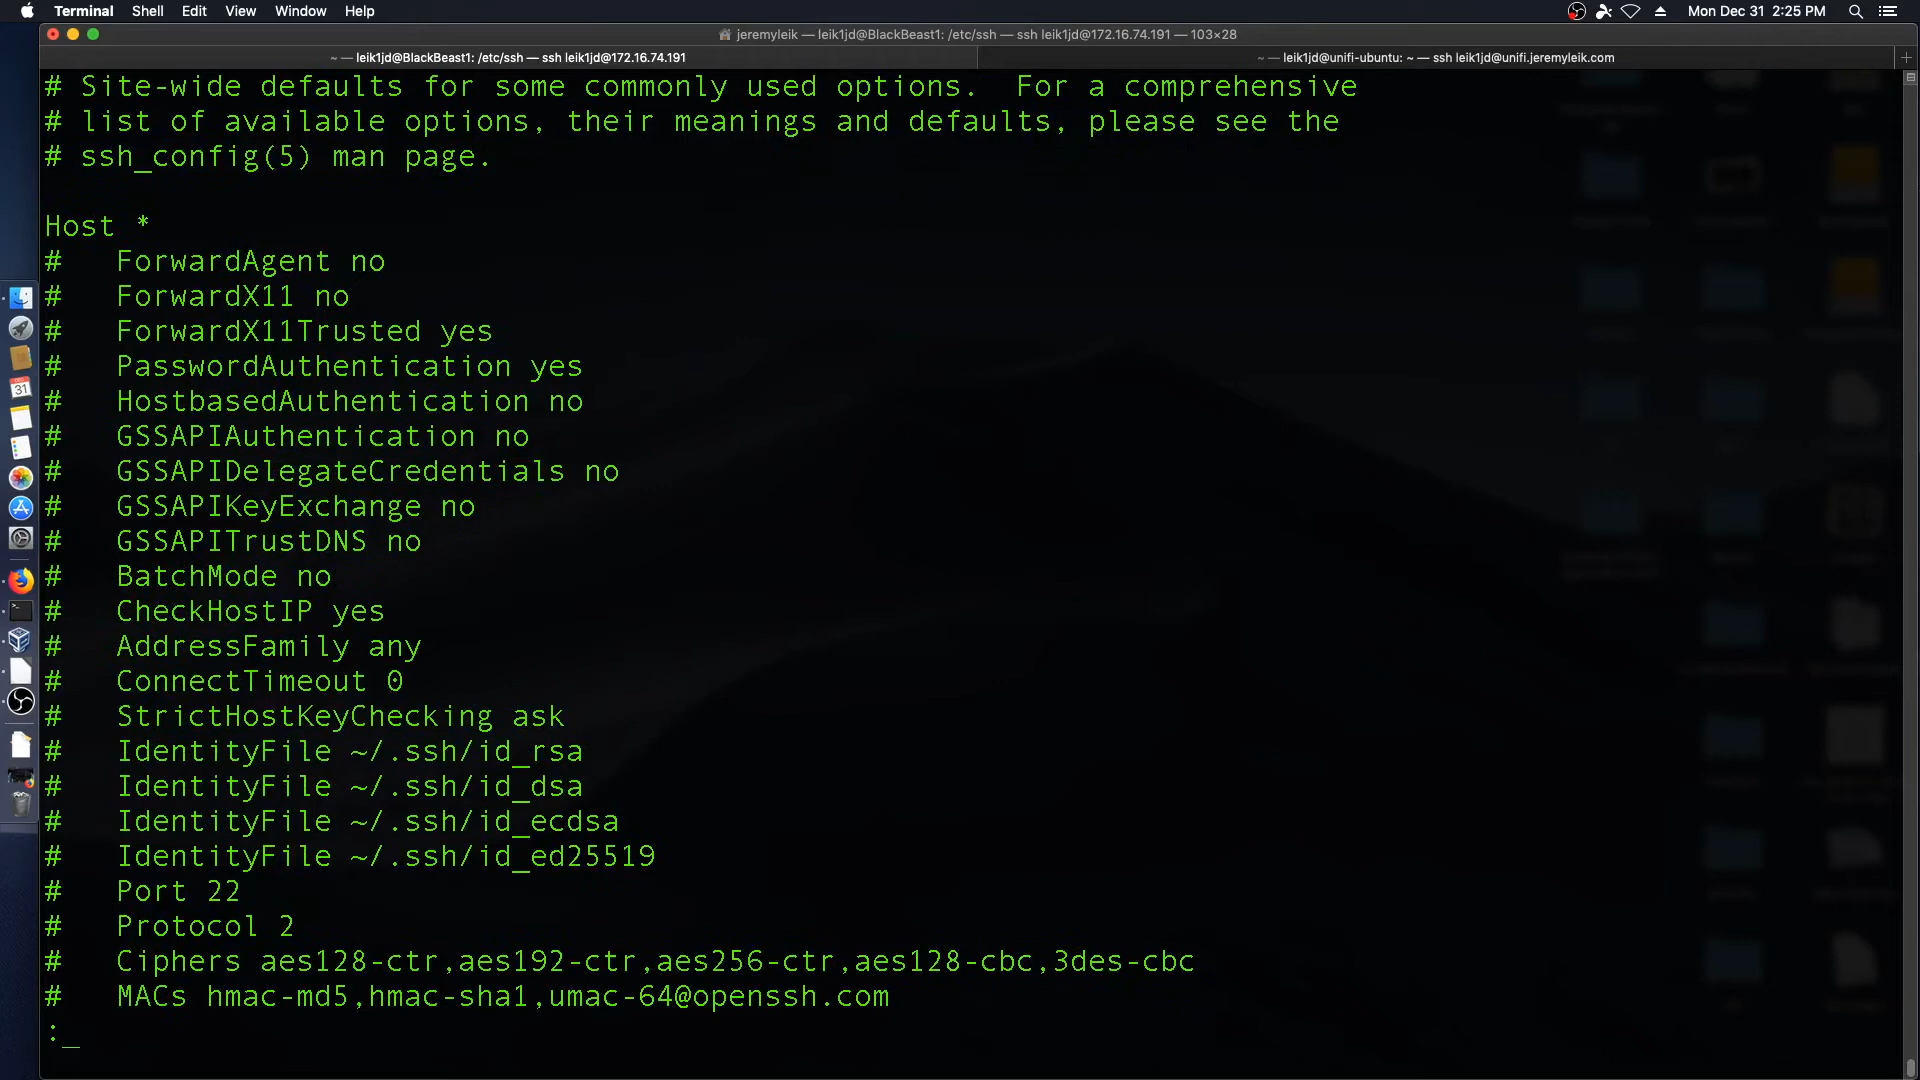 Terminal Shell Edit View Window Help Mon Dec 31 2:25 PM
jeremyleik — leik1jd@BlackBeast1: /etc/ssh — ssh leik1jd@172.16.74.191 — 103×28
~ — leik1jd@BlackBeast1: /etc/ssh — ssh leik1jd@172.16.74.191
~ — leik1jd@unifi-ubuntu: ~ — ssh leik1jd@unifi.jeremyleik.com
# Site-wide defaults for some commonly used options.  For a comprehensive
# list of available options, their meanings and defaults, please see the
# ssh_config(5) man page.
Host *
#   ForwardAgent no
#   ForwardX11 no
#   ForwardX11Trusted yes
#   PasswordAuthentication yes
#   HostbasedAuthentication no
#   GSSAPIAuthentication no
#   GSSAPIDelegateCredentials no
#   GSSAPIKeyExchange no
#   GSSAPITrustDNS no
#   BatchMode no
#   CheckHostIP yes
#   AddressFamily any
#   ConnectTimeout 0
#   StrictHostKeyChecking ask
#   IdentityFile ~/.ssh/id_rsa
#   IdentityFile ~/.ssh/id_dsa
#   IdentityFile ~/.ssh/id_ecdsa
#   IdentityFile ~/.ssh/id_ed25519
#   Port 22
#   Protocol 2
#   Ciphers aes128-ctr,aes192-ctr,aes256-ctr,aes128-cbc,3des-cbc
#   MACs hmac-md5,hmac-sha1,umac-64@openssh.com
:_
31